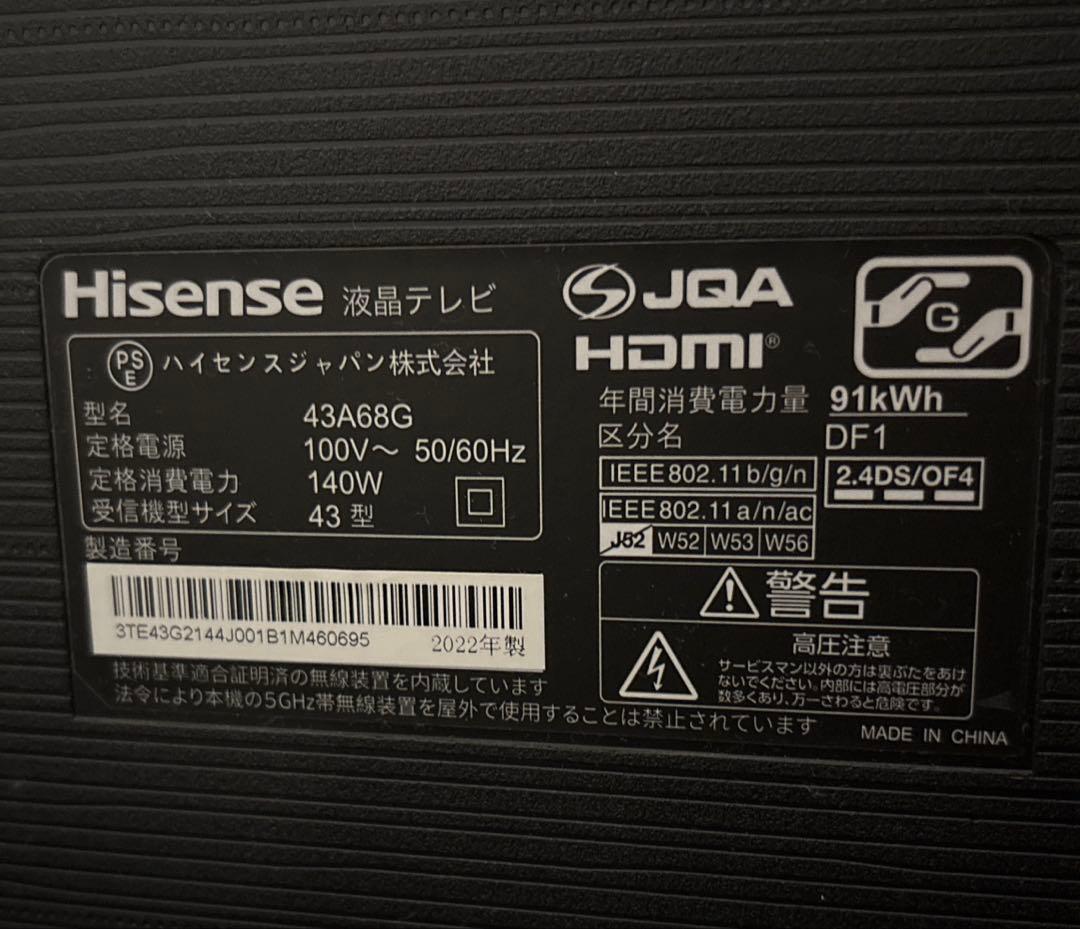 Hisense 液晶テレビ
PSE ハイセンスジャパン株式会社
型名 43A68G
定格電源 100V～ 50/60Hz
定格消費電力 140W
受信機型サイズ 43 型
製造番号
3TE43G2144J001B1M460695 2022年製
技術基準適合証明済の無線装置を内蔵しています
法令により本機の5GHz帯無線装置を屋外で使用することは禁止されています
JQA
HDMI®
G
年間消費電力量 91kWh
区分名 DF1
IEEE802.11b/g/n
2.4DS/OF4
IEEE802.11a/n/ac
J52 W52 W53 W56
警告
高圧注意
サービスマン以外の方は裏ぶたをあけ
ないでください。内部には高電圧部分が
数多くあり、万一さわると危険です。
MADE IN CHINA